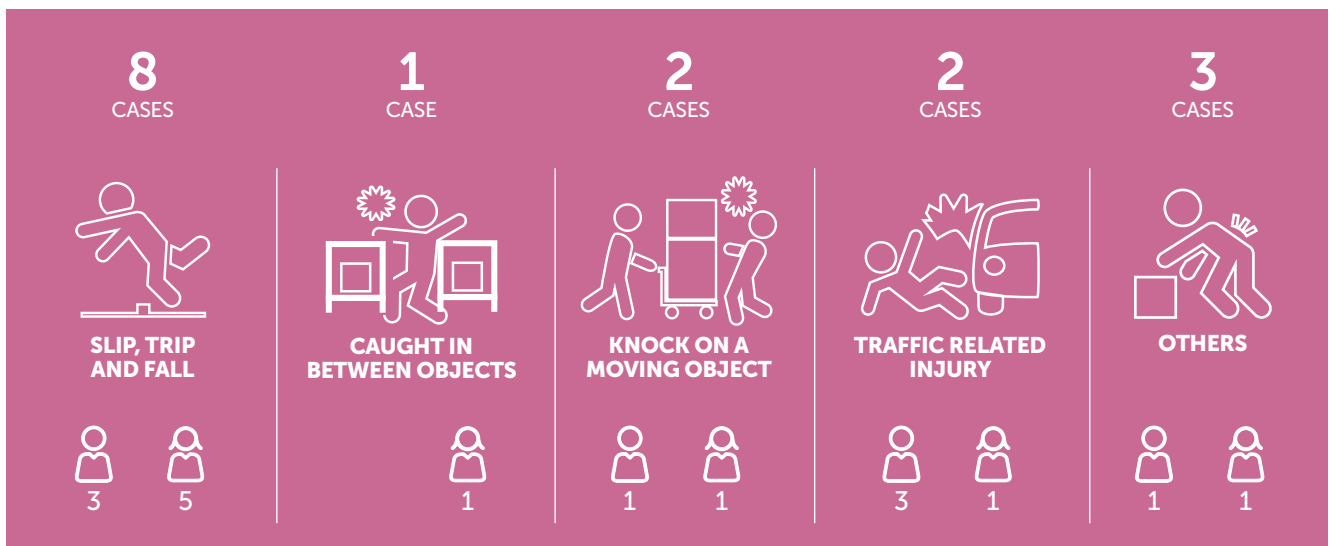 8
CASES
1
CASE
2
CASES
2
CASES
3
CASES
SLIP, TRIP
AND FALL
CAUGHT IN
BETWEEN OBJECTS
KNOCK ON A
MOVING OBJECT
TRAFFIC RELATED
INJURY
OTHERS
3 5
1
1 1
3 1
1 1